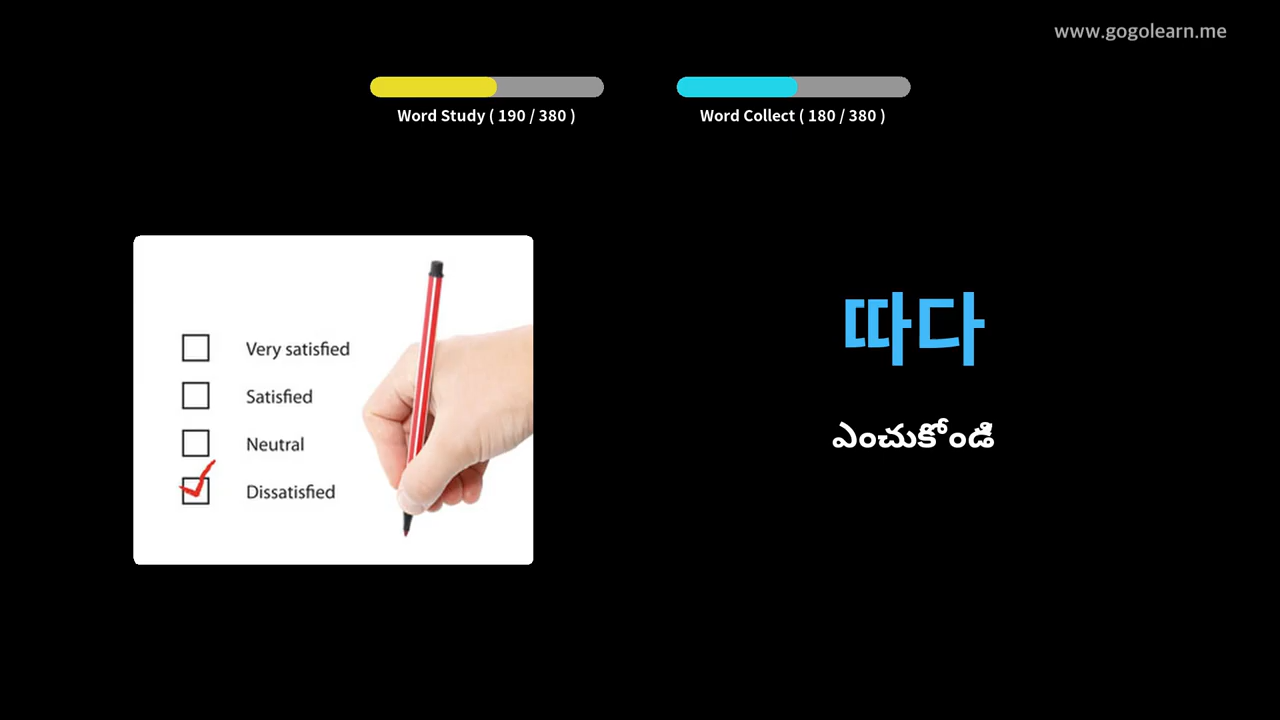 www.gogolearn.me
Word Study ( 190 / 380 )
Word Collect ( 180 / 380 )
Very satisfied
Satisfied
Neutral
Dissatisfied
따다
ఎంచుకోండి